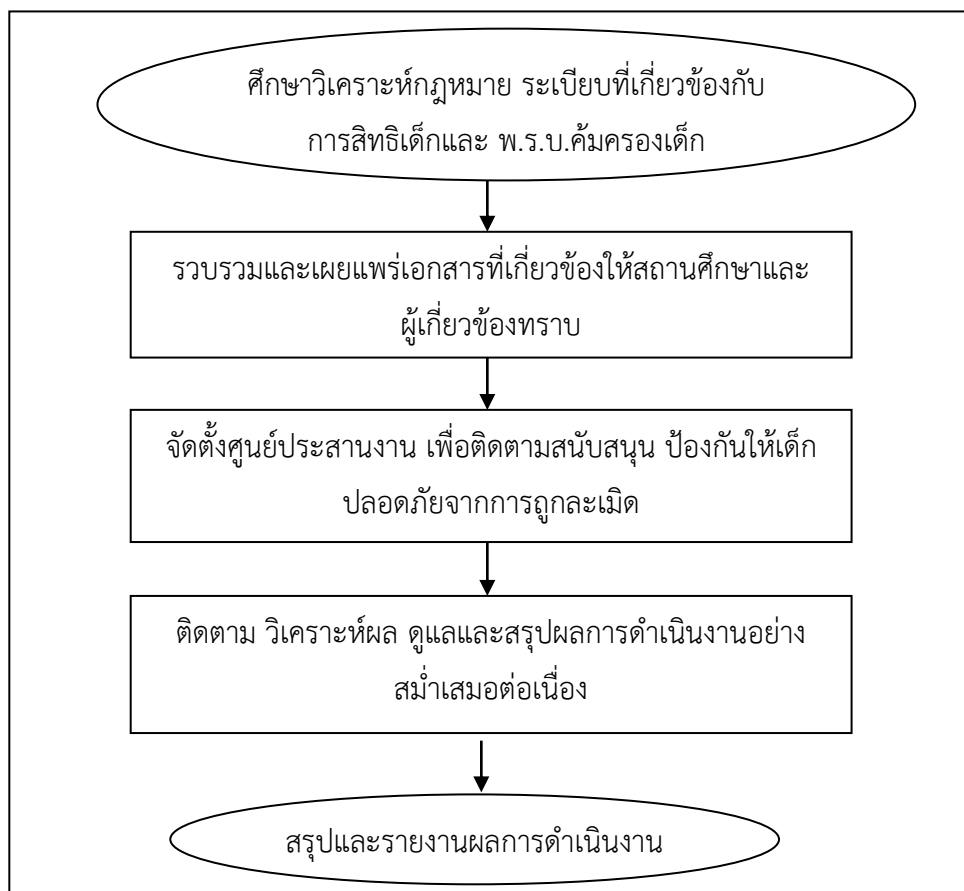 ศึกษาวิเคราะห์กฎหมาย ระเบียบที่เกี่ยวข้องกับ
การสิทธิเด็กและ พ.ร.บ.ค้มครองเด็ก
รวบรวมและเผยแพร่เอกสารที่เกี่ยวข้องให้สถานศึกษาและ
ผู้เกี่ยวข้องทราบ
จัดตั้งศูนย์ประสานงาน เพื่อติดตามสนับสนุน ป้องกันให้เด็ก
ปลอดภัยจากการถูกละเมิด
ติดตาม วิเคราะห์ผล ดูแลและสรุปผลการดำเนินงานอย่าง
สม่ำเสมอต่อเนื่อง
สรุปและรายงานผลการดำเนินงาน